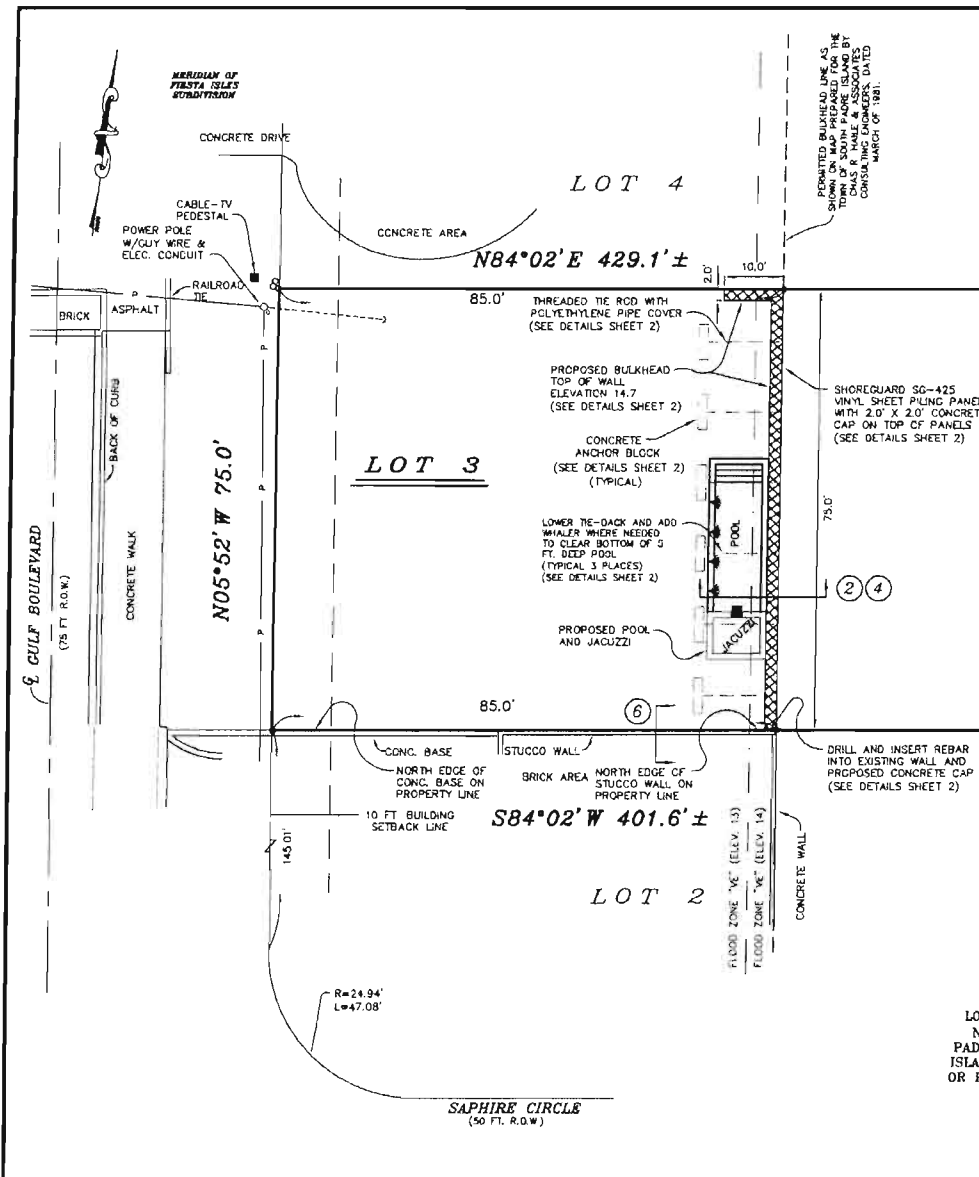 MERIDIAN OF
FIESTA ISLES
SUBDIVISION
CONCRETE DRIVE
LOT 4
PERMITTED BULKHEAD LINE AS
SHOWN ON MAP PREPARED FOR THE
TOWN OF SOUTH PADRE ISLAND BY
CHAS R. HAILE & ASSOCIATES
CONSULTING ENGINEERS, DATED
MARCH OF 1981.
CABLE-TV
PEDESTAL
POWER POLE
W/GUY WIRE &
ELEC. CONDUIT
CONCRETE AREA
N84°02'E 429.1'±
2.0'
10.0'
RAILROAD
TIE
P
BRICK
ASPHALT
85.0'
THREADED TIE ROD WITH
POLYETHYLENE PIPE COVER
(SEE DETAILS SHEET 2)
P
PROPOSED BULKHEAD
TOP OF WALL
ELEVATION 14.7
(SEE DETAILS SHEET 2)
SHOREGUARD SG-425
VINYL SHEET PILING PANE
WITH 2.0' X 2.0' CONCRET
CAP ON TOP OF PANELS
(SEE DETAILS SHEET 2)
BACK OF CURB
CONCRETE
ANCHOR BLOCK
(SEE DETAILS SHEET 2)
(TYPICAL)
LOT 3
N05°52'W 75.0'
75.0'
P
LOWER TIE-BACK AND ADD
WHALER WHERE NEEDED
TO CLEAR BOTTOM OF 5
FT. DEEP POOL
(TYPICAL 3 PLACES)
(SEE DETAILS SHEET 2)
POOL
2
4
CONCRETE WALK
℄ GULF BOULEVARD
(75 FT. R.O.W.)
P
PROPOSED POOL
AND JACUZZI
JACUZZI
85.0'
6
CONC. BASE
STUCCO WALL
NORTH EDGE OF
CONC. BASE ON
PROPERTY LINE
BRICK AREA
NORTH EDGE OF
STUCCO WALL ON
PROPERTY LINE
DRILL AND INSERT REBAR
INTO EXISTING WALL AND
PROPOSED CONCRETE CAP
(SEE DETAILS SHEET 2)
10 FT BUILDING
SETBACK LINE
S84°02'W 401.6'±
145.01'
LOT 2
FLOOD ZONE "VE" (ELEV. 13)
FLOOD ZONE "VE" (ELEV. 14)
CONCRETE WALL
R=24.94'
L=47.08'
LO
N
PAD
ISLA
OR
SAPHIRE CIRCLE
(50 FT. R.O.W)